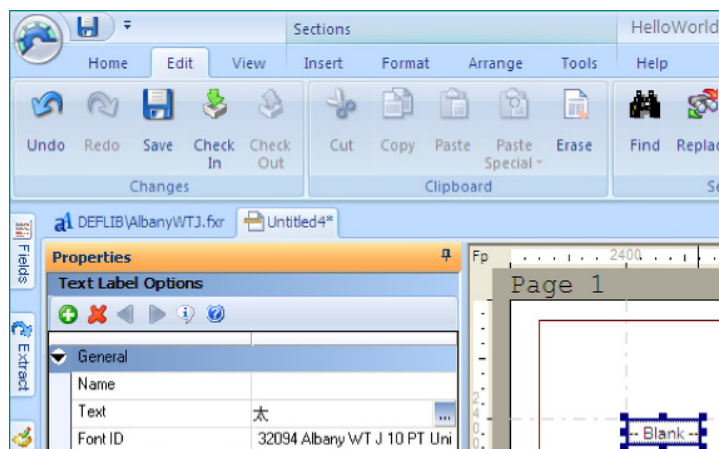 Sections HelloWorld
Home Edit View Insert Format Arrange Tools Help
Undo Redo Save Check In Check Out Cut Copy Paste Paste Special Erase Find Replac
Changes Clipboard Se
DEFLIB\AlbanyWTJ.fxr Untitled4*
Fields
Extract
Properties
Text Label Options
General
Name
Text 太 ...
Font ID 32094 Albany WT J 10 PT Uni
Fp 2400
Page 1
-- Blank --